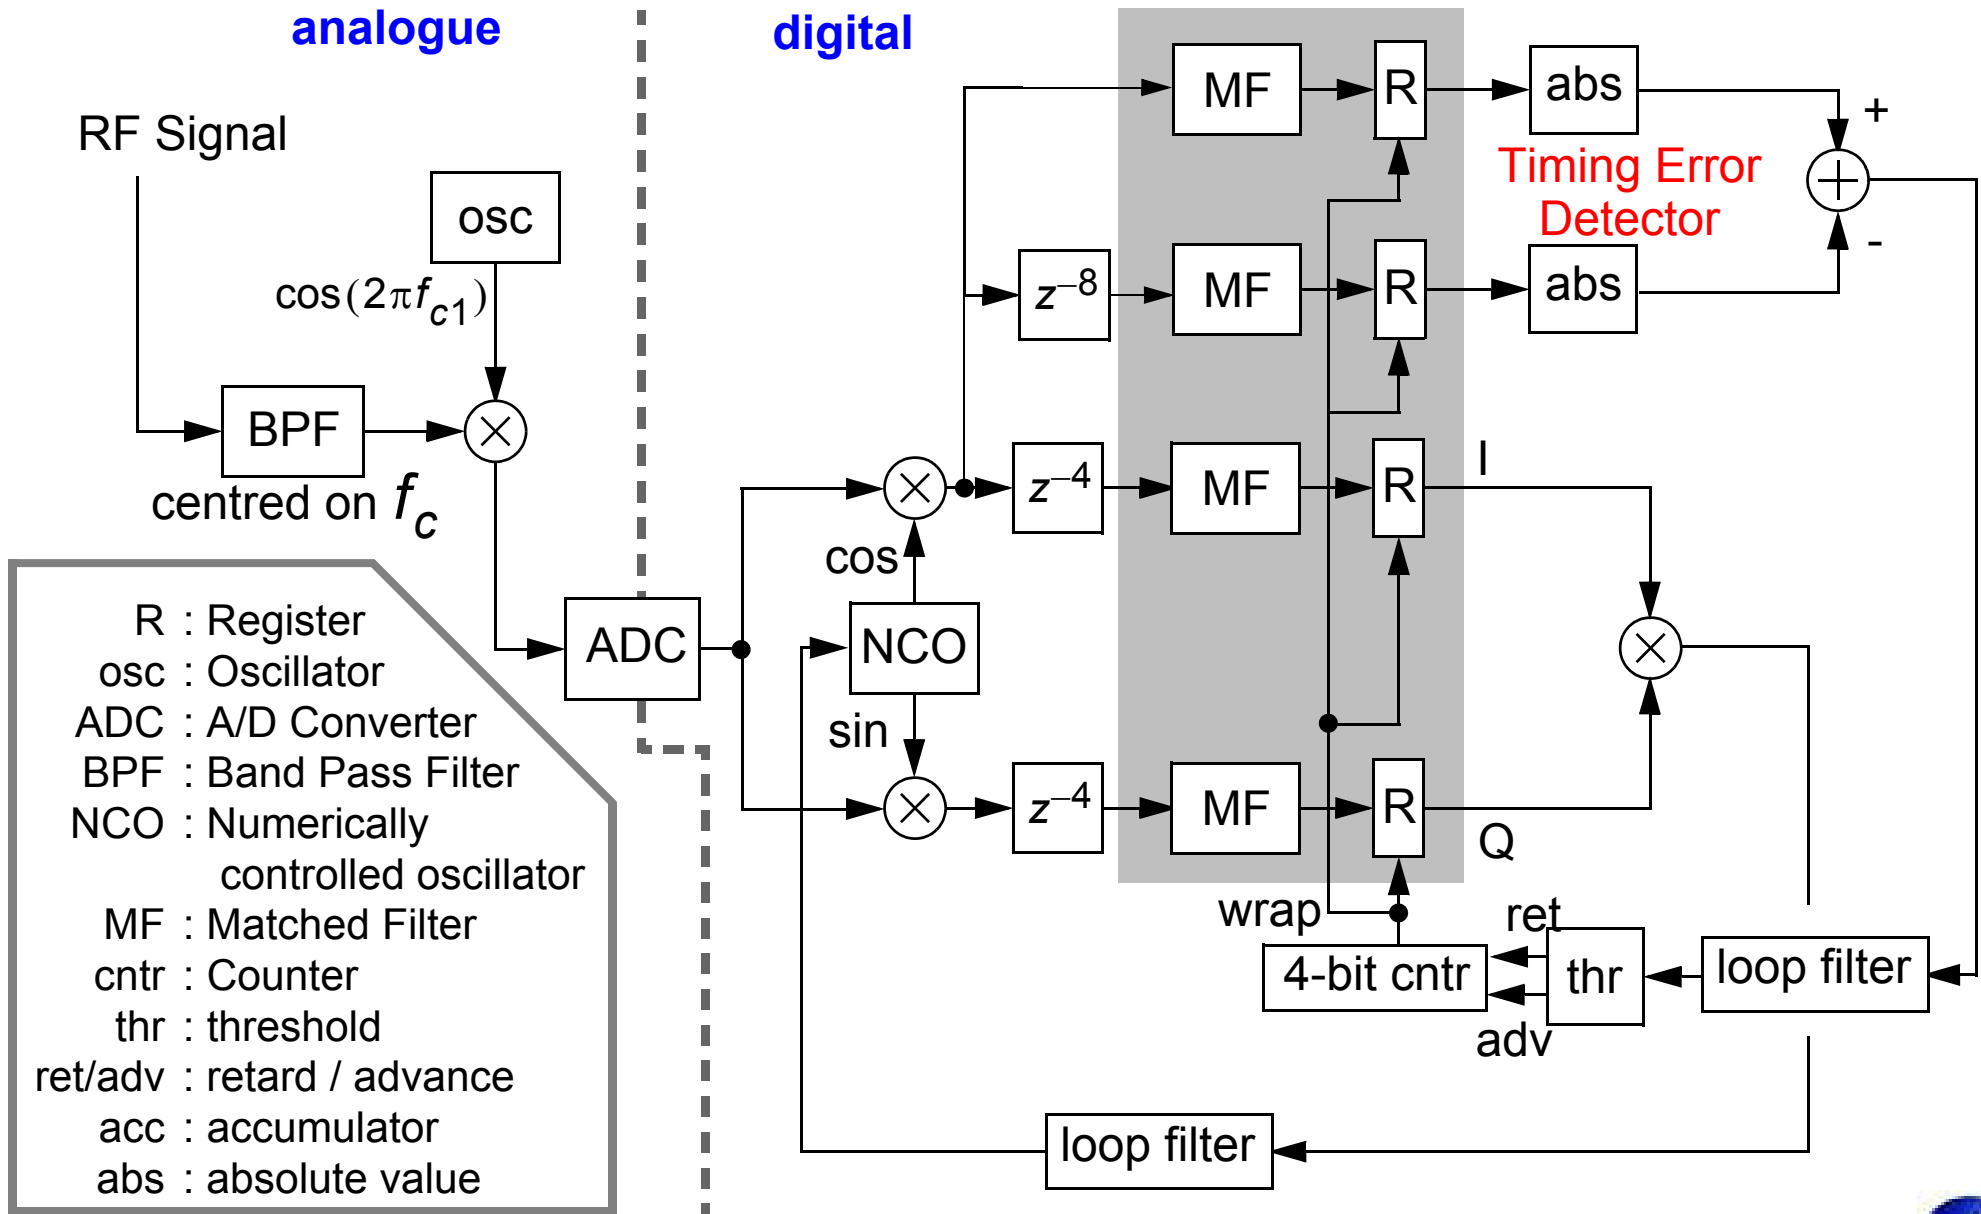 analogue
digital
RF Signal
osc
cos(2πf_c1)
BPF
centred on f_c
ADC
cos
NCO
sin
z⁻⁸
z⁻⁴
z⁻⁴
MF
R
abs
+
Timing Error
Detector
MF
R
abs
-
MF
R
I
MF
R
Q
wrap
ret
4-bit cntr
thr
loop filter
adv
loop filter
R : Register
osc : Oscillator
ADC : A/D Converter
BPF : Band Pass Filter
NCO : Numerically
controlled oscillator
MF : Matched Filter
cntr : Counter
thr : threshold
ret/adv : retard / advance
acc : accumulator
abs : absolute value